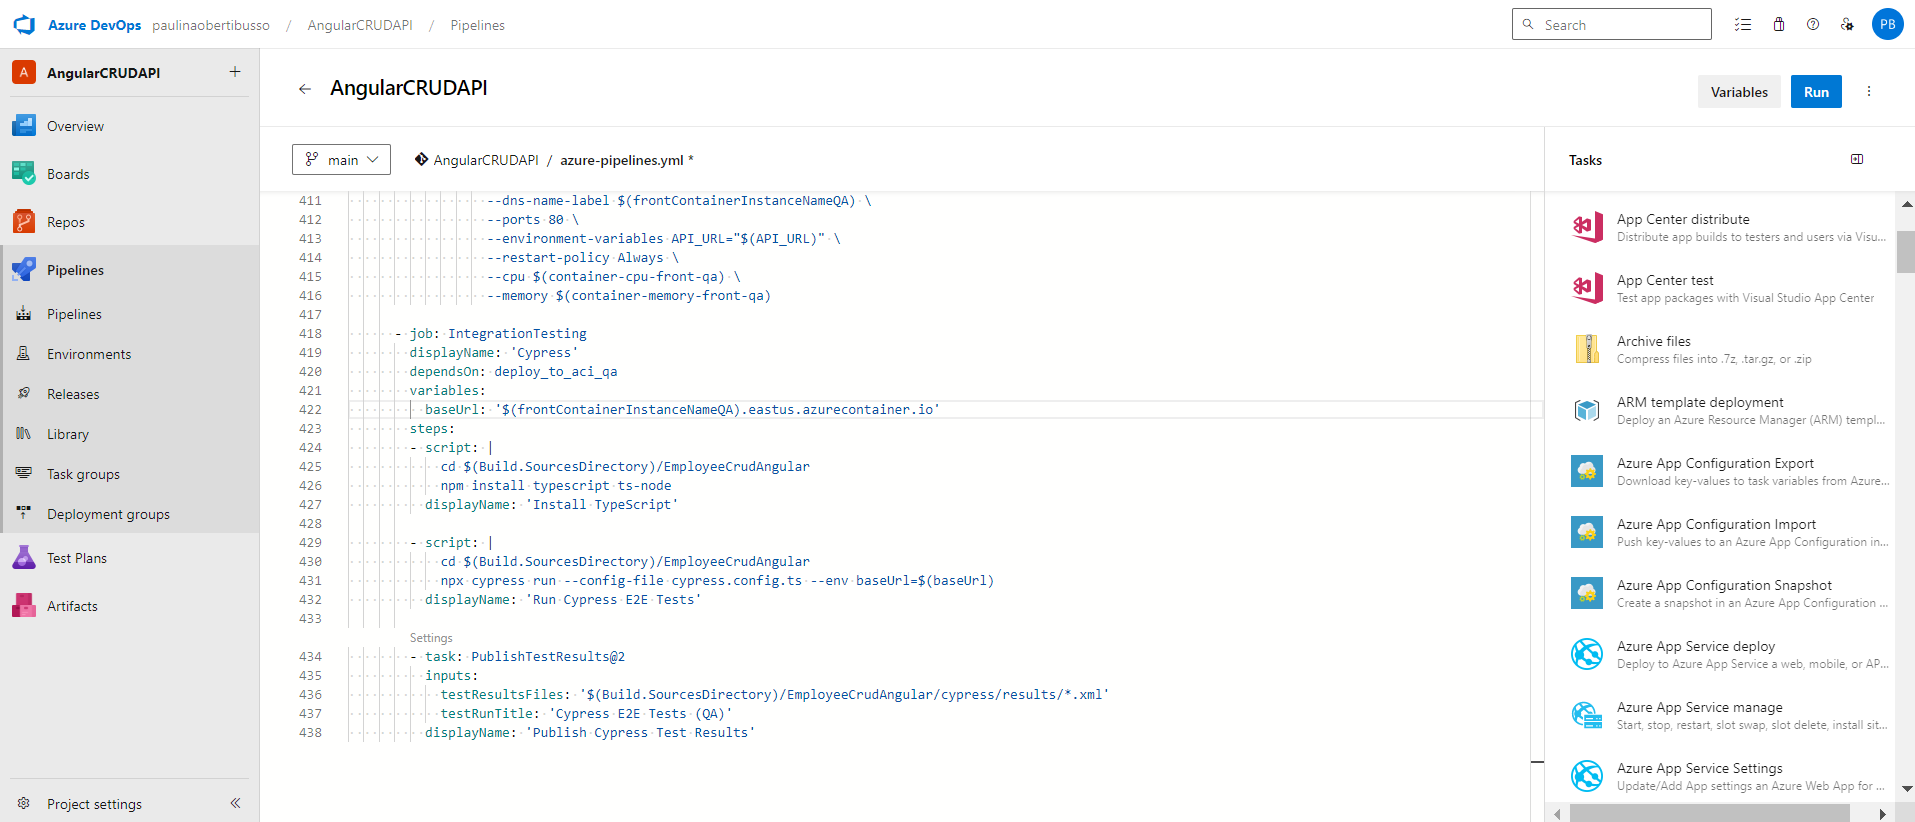 Azure DevOps paulinaobertibusso / AngularCRUDAPI / Pipelines
Search
PB
A AngularCRUDAPI +
Overview
Boards
Repos
Pipelines
Pipelines
Environments
Releases
Library
Task groups
Deployment groups
Test Plans
Artifacts
Project settings
AngularCRUDAPI
Variables
Run
main
AngularCRUDAPI / azure-pipelines.yml *
411 --dns-name-label $(frontContainerInstanceNameQA) \
412 --ports 80 \
413 --environment-variables API_URL="$(API_URL)" \
414 --restart-policy Always \
415 --cpu $(container-cpu-front-qa) \
416 --memory $(container-memory-front-qa)
417
418 - job: IntegrationTesting
419 displayName: 'Cypress'
420 dependsOn: deploy_to_aci_qa
421 variables:
422 baseUrl: '$(frontContainerInstanceNameQA).eastus.azurecontainer.io'
423 steps:
424 - script: |
425 cd $(Build.SourcesDirectory)/EmployeeCrudAngular
426 npm install typescript ts-node
427 displayName: 'Install TypeScript'
428
429 - script: |
430 cd $(Build.SourcesDirectory)/EmployeeCrudAngular
431 npx cypress run --config-file cypress.config.ts --env baseUrl=$(baseUrl)
432 displayName: 'Run Cypress E2E Tests'
433
Settings
434 - task: PublishTestResults@2
435 inputs:
436 testResultsFiles: '$(Build.SourcesDirectory)/EmployeeCrudAngular/cypress/results/*.xml'
437 testRunTitle: 'Cypress E2E Tests (QA)'
438 displayName: 'Publish Cypress Test Results'
Tasks
App Center distribute
Distribute app builds to testers and users via Visu...
App Center test
Test app packages with Visual Studio App Center
Archive files
Compress files into .7z, .tar.gz, or .zip
ARM template deployment
Deploy an Azure Resource Manager (ARM) templ...
Azure App Configuration Export
Download key-values to task variables from Azure...
Azure App Configuration Import
Push key-values to an Azure App Configuration in...
Azure App Configuration Snapshot
Create a snapshot in an Azure App Configuration ...
Azure App Service deploy
Deploy to Azure App Service a web, mobile, or AP...
Azure App Service manage
Start, stop, restart, slot swap, slot delete, install sit...
Azure App Service Settings
Update/Add App settings an Azure Web App for ...